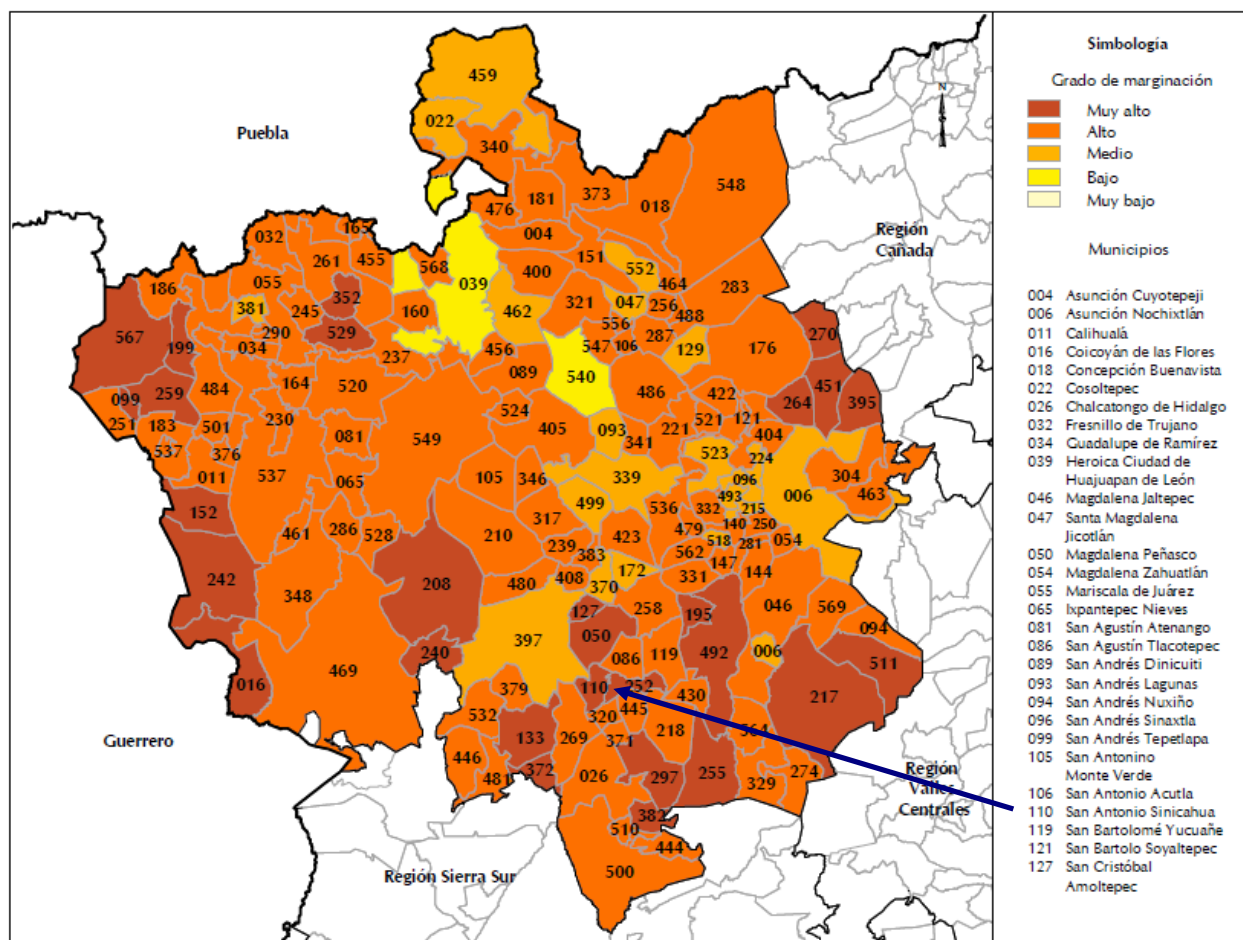 Simbología
N
Grado de marginación
Muy alto
Alto
Medio
Bajo
Muy bajo
Municipios
004 Asunción Cuyotepeji
006 Asunción Nochixtlán
011 Calihualá
016 Coicoyán de las Flores
018 Concepción Buenavista
022 Cosoltepec
026 Chalcatongo de Hidalgo
032 Fresnillo de Trujano
034 Guadalupe de Ramírez
039 Heroica Ciudad de
Huajuapan de León
046 Magdalena Jaltepec
047 Santa Magdalena
Jicotlán
050 Magdalena Peñasco
054 Magdalena Zahuatlán
055 Mariscala de Juárez
065 Ixpantepec Nieves
081 San Agustín Atenango
086 San Agustín Tlacotepec
089 San Andrés Dinicuiti
093 San Andrés Lagunas
094 San Andrés Nuxiño
096 San Andrés Sinaxtla
099 San Andrés Tepetlapa
105 San Antonino
Monte Verde
106 San Antonio Acutla
110 San Antonio Sinicahua
119 San Bartolomé Yucuañe
121 San Bartolo Soyaltepec
127 San Cristóbal
Amoltepec
Puebla
Región
Cañada
Guerrero
Región Sierra Sur
Región
Valles
Centrales
459
022
340
548
476 181 373 018
004
032 165
261 455 568 400 151 552 464 283
186 055 039
381 245 352 160 462 321 047 256 488
567 199 290 529 556 287
034 237 456 547 106 129 176 270
089 540
099 259 484 164 520 486 422 264 451 395
251 183 501 230 524 221 521 121
537 376 081 549 405 093 341 404
011 537 065 105 346 339 523 224 304
096 006 463
152 499 493 215
461 286 528 210 317 536 332 140 250
423 479 518 281 054
242 239 383 562 147
208 480 408 370 172 331 144
348 127 258 195 046 569
397 050 094
240 086 119 492 006 511
469
016 379 110 252 430 217
532 320 445
133 269 371 218 564
446 372 026 297 255 274
481 329
382
510
444
500